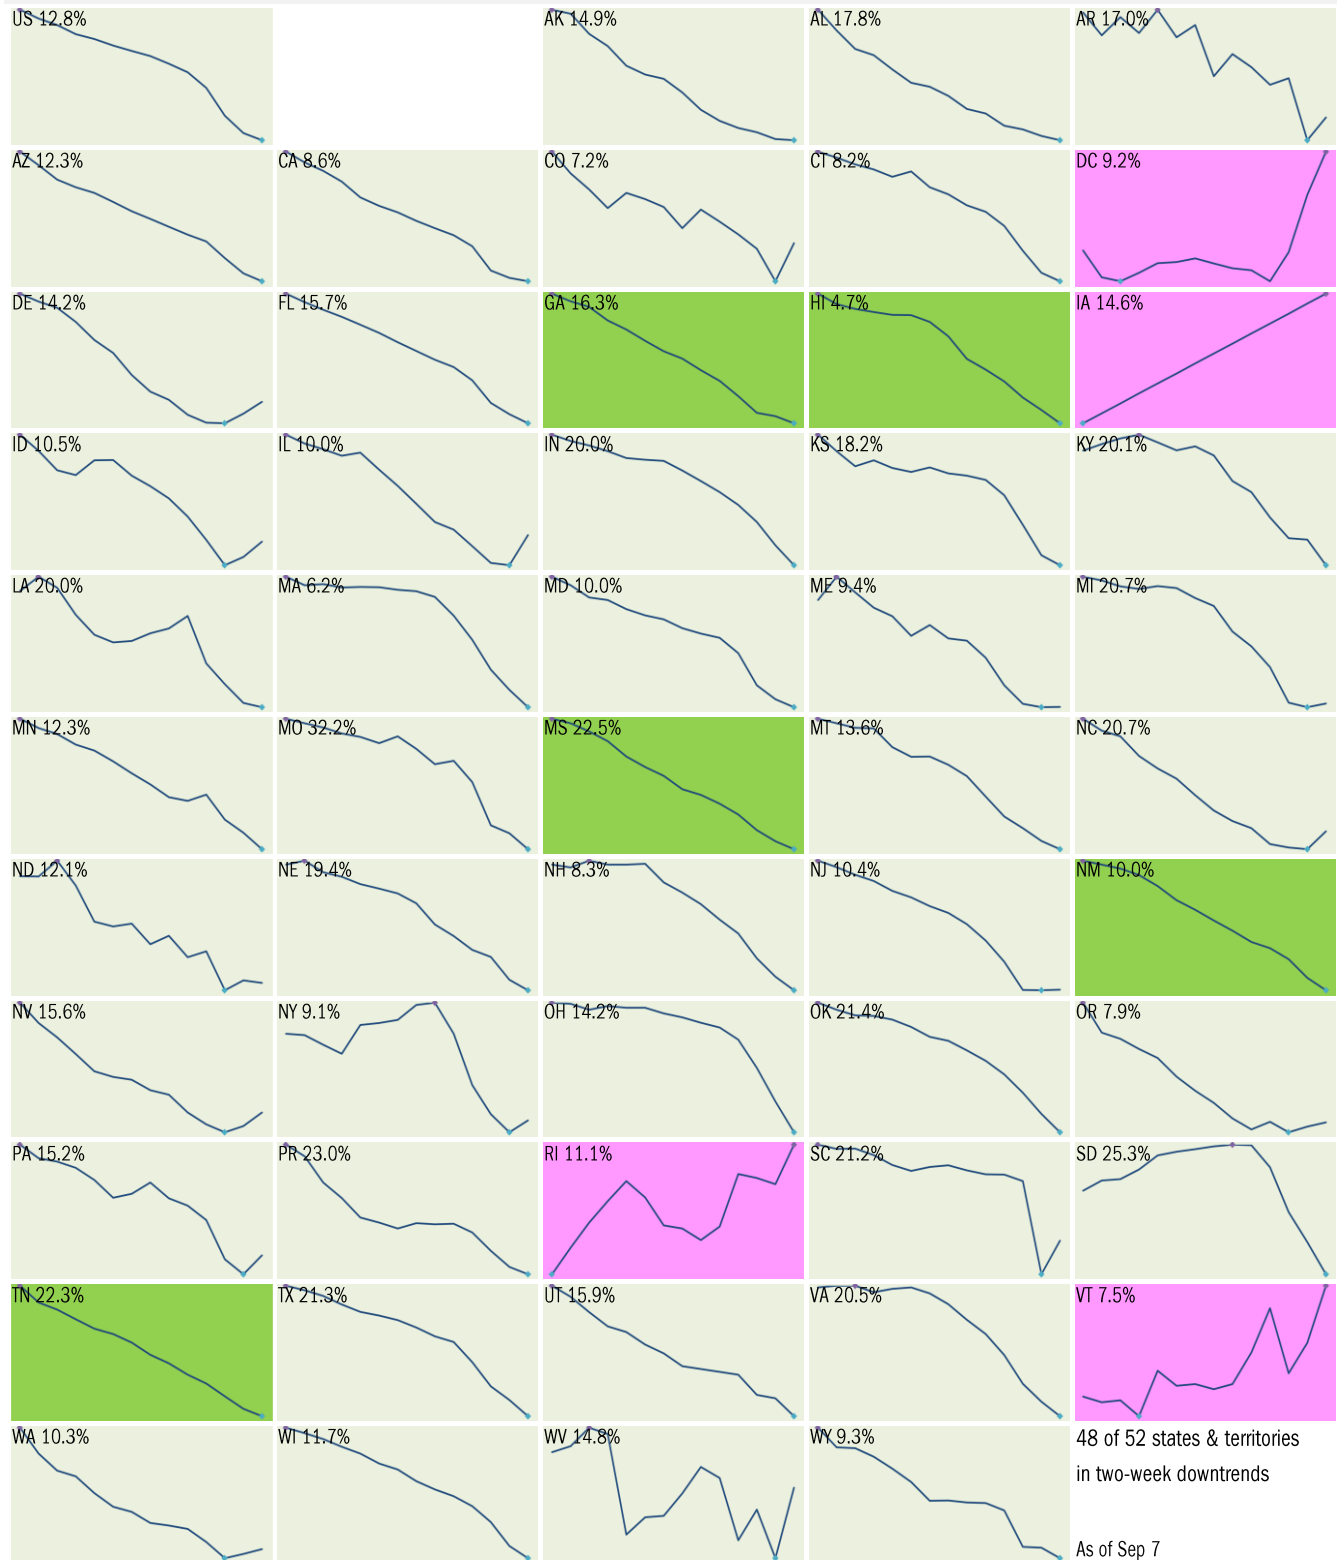 US 12.8%
AK 14.9%
AL 17.8%
AR 17.0%
AZ 12.3%
CA 8.6%
CO 7.2%
CT 8.2%
DC 9.2%
DE 14.2%
FL 15.7%
GA 16.3%
HI 4.7%
IA 14.6%
ID 10.5%
IL 10.0%
IN 20.0%
KS 18.2%
KY 20.1%
LA 20.0%
MA 6.2%
MD 10.0%
ME 9.4%
MI 20.7%
MN 12.3%
MO 32.2%
MS 22.5%
MT 13.6%
NC 20.7%
ND 12.1%
NE 19.4%
NH 8.3%
NJ 10.4%
NM 10.0%
NV 15.6%
NY 9.1%
OH 14.2%
OK 21.4%
OR 7.9%
PA 15.2%
PR 23.0%
RI 11.1%
SC 21.2%
SD 25.3%
TN 22.3%
TX 21.3%
UT 15.9%
VA 20.5%
VT 7.5%
WA 10.3%
WI 11.7%
WV 14.8%
WY 9.3%
48 of 52 states & territories
in two-week downtrends
As of Sep 7